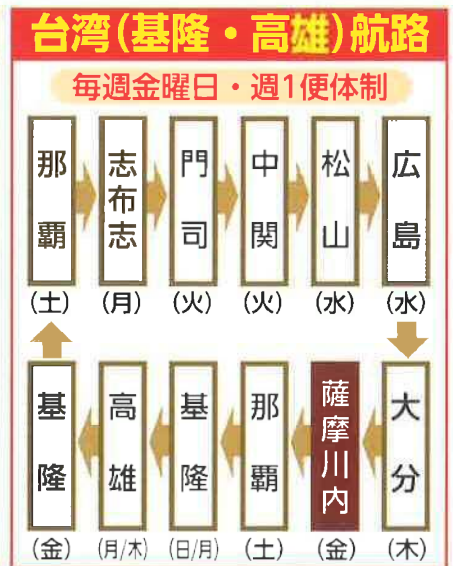 台湾(基隆・高雄)航路
毎週金曜日・週1便体制
那覇 志布志 門司 中関 松山 広島
(土) (月) (火) (火) (水) (水)
基隆 高雄 基隆 那覇 薩摩川内 大分
(金) (月/木) (日/月) (土) (金) (木)